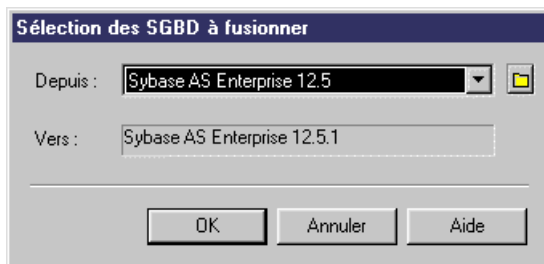 Sélection des SGBD à fusionner
Depuis : Sybase AS Enterprise 12.5
Vers : Sybase AS Enterprise 12.5.1
OK Annuler Aide